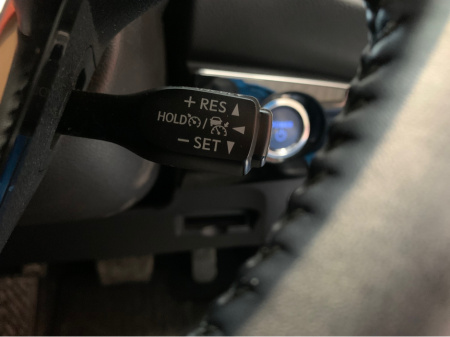 + RES ▲
HOLD /
− SET ▼